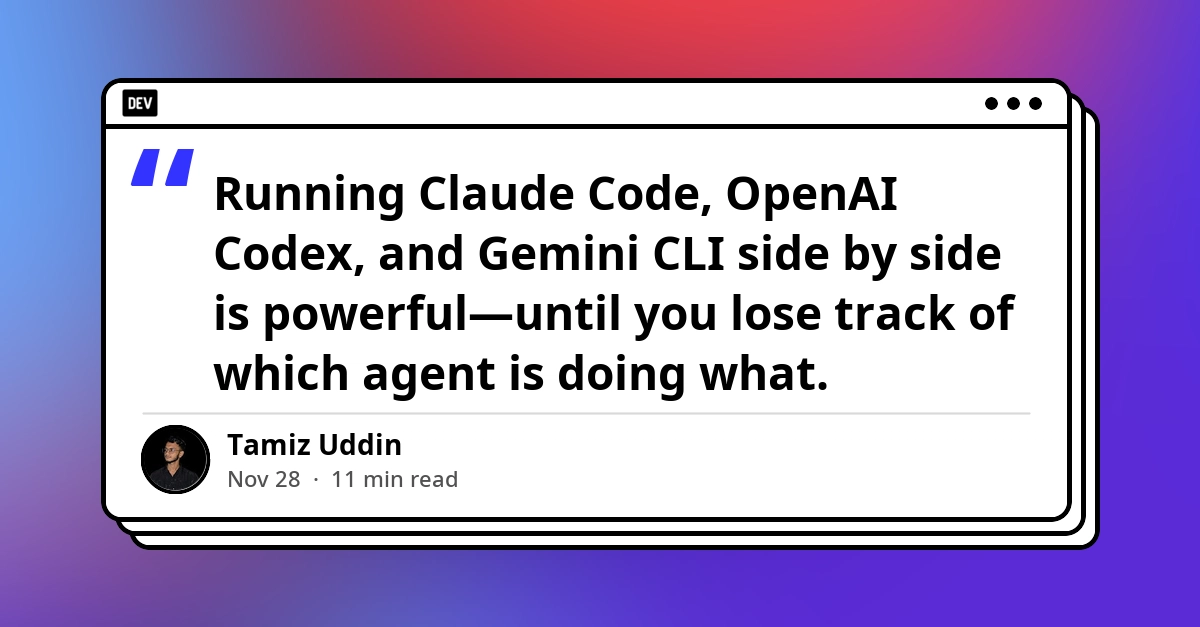 DEV
“ Running Claude Code, OpenAI
Codex, and Gemini CLI side by side
is powerful—until you lose track of
which agent is doing what.
Tamiz Uddin
Nov 28 · 11 min read